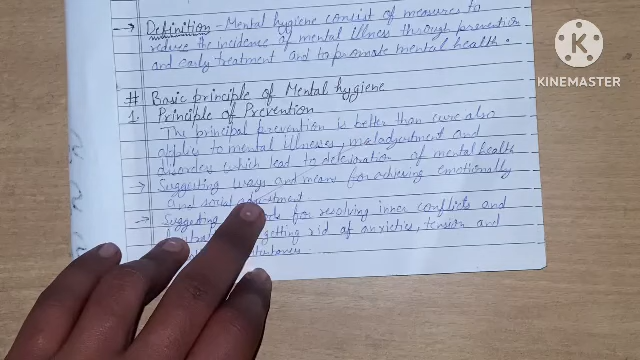 → Definition - Mental hygiene consist of measures to
reduce the incidence of mental illness through prevention
and early treatment and to promate mental health.
# Basic principle of Mental hygiene
1. Principle of Prevention
The principal prevention is better than cure also
applies to mental illnesses, maladjustment and
disorders which lead to deteioration of mental health
→ Suggesting ways and means for achieving emotionally
and social adjustment
→ Suggesting for resolving inner conflicts and
getting rid of anxieties, tension and
KINEMASTER